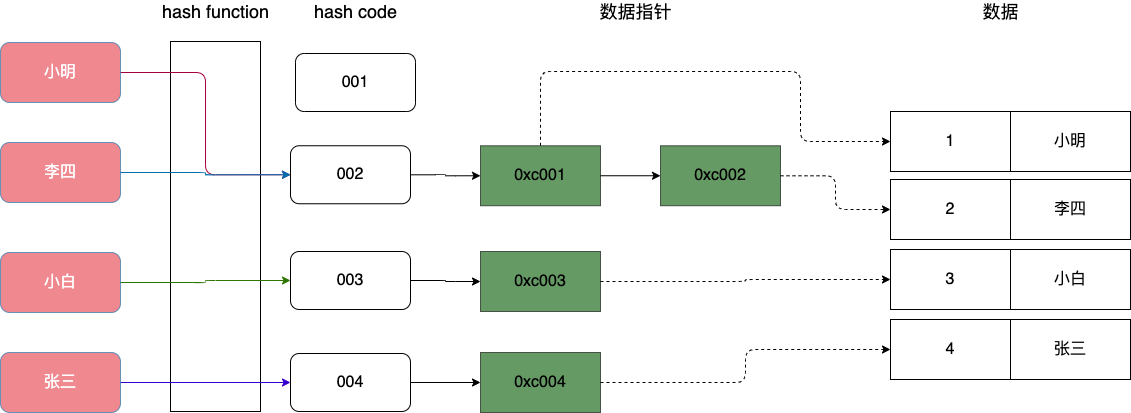 hash function
hash code
数据指针
数据
小明
001
1
小明
李四
002
0xc001
0xc002
2
李四
小白
003
0xc003
3
小白
张三
004
0xc004
4
张三